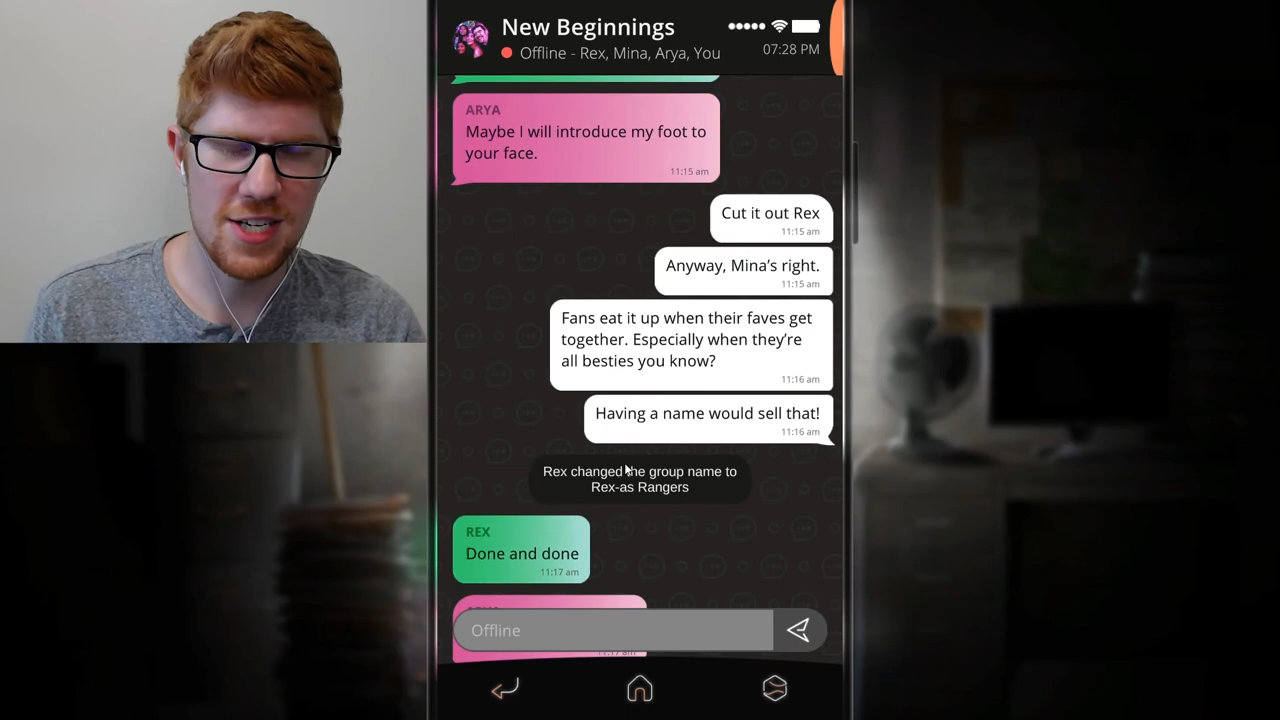 New Beginnings
Offline - Rex, Mina, Arya, You
07:28 PM
ARYA
Maybe I will introduce my foot to
your face.
11:15 am
Cut it out Rex
11:15 am
Anyway, Mina’s right.
11:15 am
Fans eat it up when their faves get
together. Especially when they’re
all besties you know?
11:16 am
Having a name would sell that!
11:16 am
Rex changed the group name to
Rex-as Rangers
REX
Done and done
11:17 am
Offline